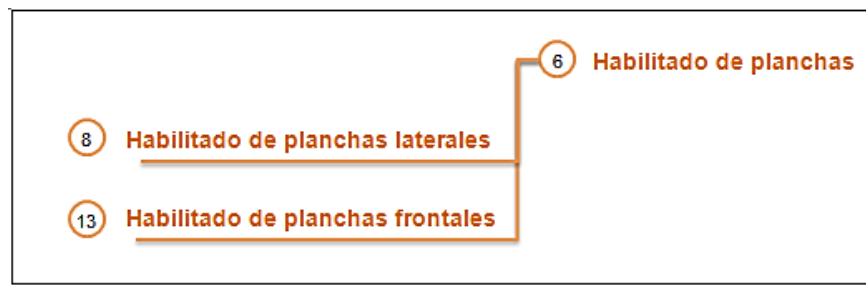 6 Habilitado de planchas
8 Habilitado de planchas laterales
13 Habilitado de planchas frontales